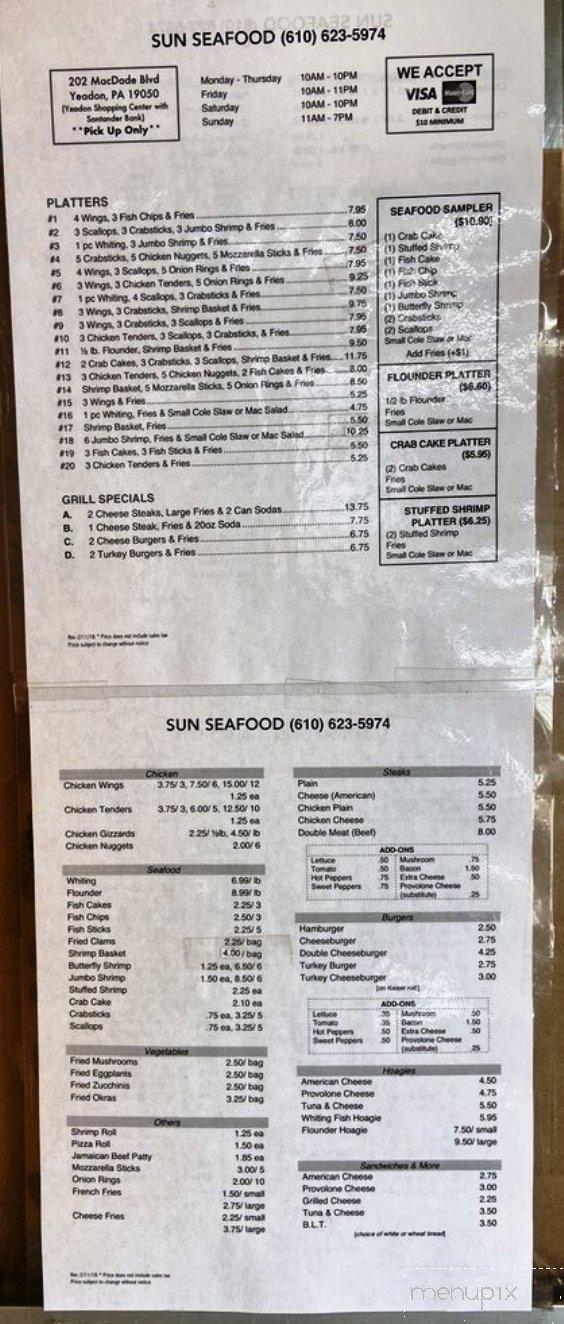 SUN SEAFOOD (610) 623-5974
202 MacDade Blvd
Yeadon, PA 19050
(Yeadon Shopping Center with
Santander Bank)
**Pick Up Only**
Monday - Thursday 10AM - 10PM
Friday 10AM - 11PM
Saturday 10AM - 10PM
Sunday 11AM - 7PM
WE ACCEPT
VISA MasterCard
DEBIT & CREDIT
$10 MINIMUM
PLATTERS
#1 4 Wings, 3 Fish Chips & Fries 7.95
#2 3 Scallops, 3 Crabsticks, 3 Jumbo Shrimp & Fries 8.00
#3 1 pc Whiting, 3 Jumbo Shrimp & Fries 7.50
#4 5 Crabsticks, 5 Chicken Nuggets, 5 Mozzarella Sticks & Fries 7.50
#5 4 Wings, 3 Scallops, 5 Onion Rings & Fries 7.95
#6 3 Wings, 3 Chicken Tenders, 5 Onion Rings & Fries 9.25
#7 1 pc Whiting, 4 Scallops, 3 Crabsticks & Fries 7.50
#8 3 Wings, 3 Crabsticks, Shrimp Basket & Fries 9.75
#9 3 Wings, 3 Crabsticks, 3 Scallops & Fries 7.95
#10 3 Chicken Tenders, 3 Scallops, 3 Crabsticks, & Fries 7.95
#11 ½ lb. Flounder, Shrimp Basket & Fries 9.50
#12 2 Crab Cakes, 3 Crabsticks, 3 Scallops, Shrimp Basket & Fries 11.75
#13 3 Chicken Tenders, 5 Chicken Nuggets, 2 Fish Cakes & Fries 8.00
#14 Shrimp Basket, 5 Mozzarella Sticks, 5 Onion Rings & Fries 8.50
#15 3 Wings & Fries 5.25
#16 1 pc Whiting, Fries & Small Cole Slaw or Mac Salad 4.75
#17 Shrimp Basket, Fries 5.50
#18 6 Jumbo Shrimp, Fries & Small Cole Slaw or Mac Salad 10.25
#19 3 Fish Cakes, 3 Fish Sticks & Fries 5.50
#20 3 Chicken Tenders & Fries 5.25
GRILL SPECIALS
A. 2 Cheese Steaks, Large Fries & 2 Can Sodas 13.75
B. 1 Cheese Steak, Fries & 20oz Soda 7.75
C. 2 Cheese Burgers & Fries 6.75
D. 2 Turkey Burgers & Fries 6.75
SEAFOOD SAMPLER
($10.90)
(1) Crab Cake
(1) Stuffed Shrimp
(1) Fish Cake
(1) Fish Chip
(1) Fish Stick
(1) Jumbo Shrimp
(1) Butterfly Shrimp
(2) Crabsticks
(2) Scallops
Small Cole Slaw or Mac
Add Fries (+$1)
FLOUNDER PLATTER
($6.60)
1/2 lb Flounder
Fries
Small Cole Slaw or Mac
CRAB CAKE PLATTER
($5.95)
(2) Crab Cakes
Fries
Small Cole Slaw or Mac
STUFFED SHRIMP
PLATTER ($6.25)
(2) Stuffed Shrimp
Fries
Small Cole Slaw or Mac
Rev 2/11/18 * Price does not include sales tax
Price subject to change without notice
SUN SEAFOOD (610) 623-5974
Chicken
Chicken Wings 3.75/ 3, 7.50/ 6, 15.00/ 12
1.25 ea
Chicken Tenders 3.75/ 3, 6.00/ 5, 12.50/ 10
1.25 ea
Chicken Gizzards 2.25/ ½lb, 4.50/ lb
Chicken Nuggets 2.00/ 6
Seafood
Whiting 6.99/ lb
Flounder 8.99/ lb
Fish Cakes 2.25/ 3
Fish Chips 2.50/ 3
Fish Sticks 2.25/ 5
Fried Clams 2.25/ bag
Shrimp Basket 4.00/ bag
Butterfly Shrimp 1.25 ea, 6.50/ 6
Jumbo Shrimp 1.50 ea, 8.50/ 6
Stuffed Shrimp 2.25 ea
Crab Cake 2.10 ea
Crabsticks .75 ea, 3.25/ 5
Scallops .75 ea, 3.25/ 5
Vegetables
Fried Mushrooms 2.50/ bag
Fried Eggplants 2.50/ bag
Fried Zucchinis 2.50/ bag
Fried Okras 3.25/ bag
Others
Shrimp Roll 1.25 ea
Pizza Roll 1.50 ea
Jamaican Beef Patty 1.85 ea
Mozzarella Sticks 3.00/ 5
Onion Rings 2.00/ 10
French Fries 1.50/ small
2.75/ large
Cheese Fries 2.25/ small
3.75/ large
Rev 2/11/18 * Price does not include sales tax
Price subject to change without notice
Steaks
Plain 5.25
Cheese (American) 5.50
Chicken Plain 5.50
Chicken Cheese 5.75
Double Meat (Beef) 8.00
ADD-ONS
Lettuce .50 Mushroom .75
Tomato .50 Bacon 1.50
Hot Peppers .75 Extra Cheese .50
Sweet Peppers .75 Provolone Cheese
(substitute) .25
Burgers
Hamburger 2.50
Cheeseburger 2.75
Double Cheeseburger 4.25
Turkey Burger 2.75
Turkey Cheeseburger 3.00
[on Kaiser roll]
ADD-ONS
Lettuce .35 Mushroom .50
Tomato .35 Bacon 1.50
Hot Peppers .50 Extra Cheese .50
Sweet Peppers .50 Provolone Cheese
(substitute) .25
Hoagies
American Cheese 4.50
Provolone Cheese 4.75
Tuna & Cheese 5.50
Whiting Fish Hoagie 5.95
Flounder Hoagie 7.50/ small
9.50/ large
Sandwiches & More
American Cheese 2.75
Provolone Cheese 3.00
Grilled Cheese 2.25
Tuna & Cheese 3.50
B.L.T. 3.50
[choice of white or wheat bread]
menupix